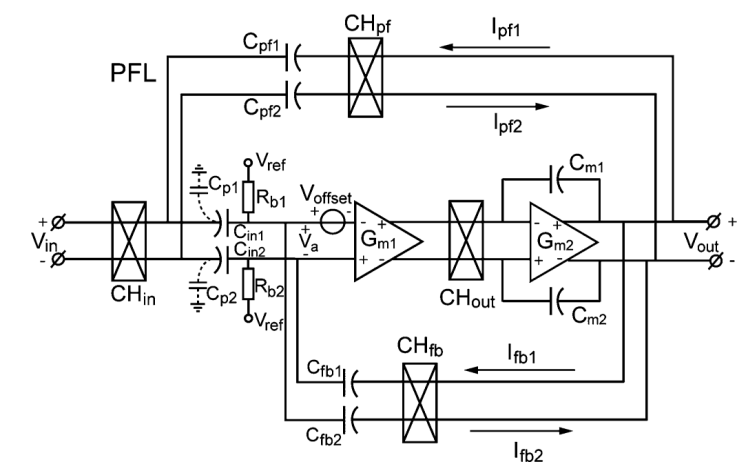 CHpf
Ipf1
Cpf1
PFL
Cpf2
Ipf2
Vref
Cm1
Cp1
Rb1
Voffset
+ -
+ Cin1 + - + - + +
Vin Va Gm1 Gm2 Vout
- Cin2 - + - + - -
Cp2 Rb2
CHin CHout
Vref
Cm2
CHfb
Ifb1
Cfb1
Cfb2
Ifb2